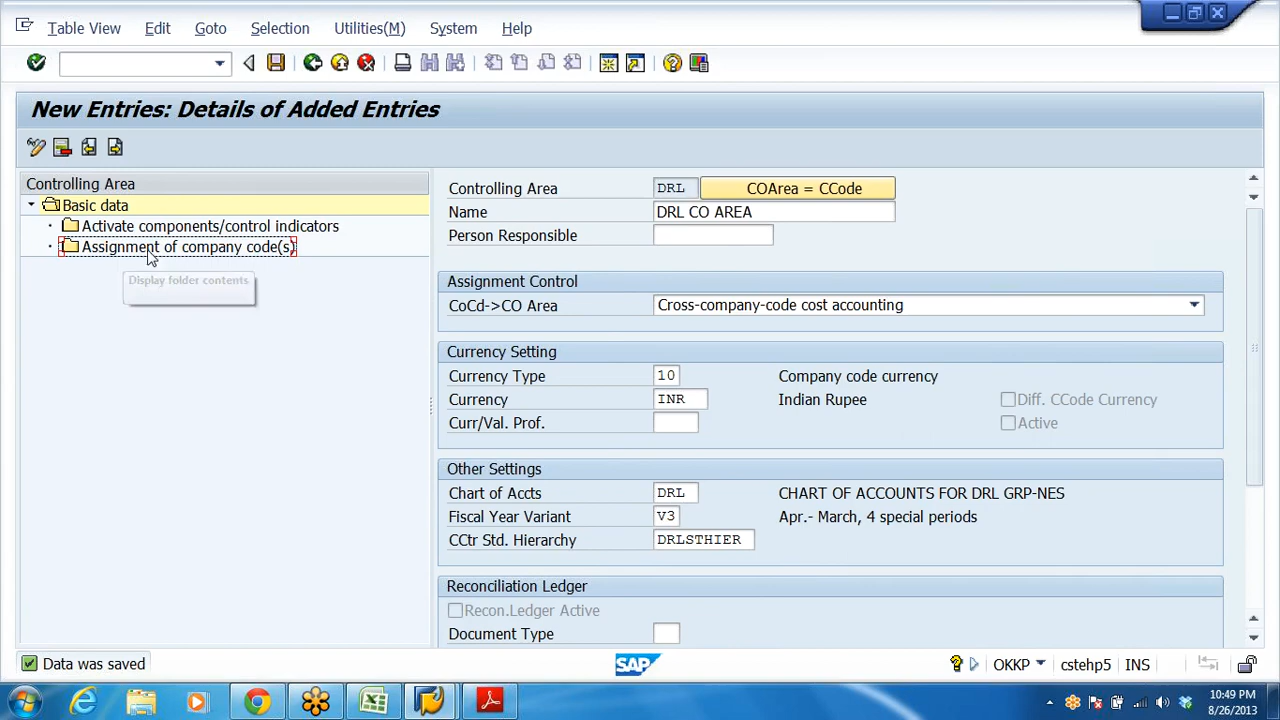 Table View Edit Goto Selection Utilities(M) System Help
New Entries: Details of Added Entries
Controlling Area
Basic data
Activate components/control indicators
Assignment of company code(s)
Display folder contents
Controlling Area DRL COArea = CCode
Name DRL CO AREA
Person Responsible
Assignment Control
CoCd->CO Area Cross-company-code cost accounting
Currency Setting
Currency Type 10 Company code currency
Currency INR Indian Rupee Diff. CCode Currency
Curr/Val. Prof. Active
Other Settings
Chart of Accts DRL CHART OF ACCOUNTS FOR DRL GRP-NES
Fiscal Year Variant V3 Apr.- March, 4 special periods
CCtr Std. Hierarchy DRLSTHIER
Reconciliation Ledger
Recon.Ledger Active
Document Type
Data was saved SAP OKKP cstehp5 INS
10:49 PM
8/26/2013